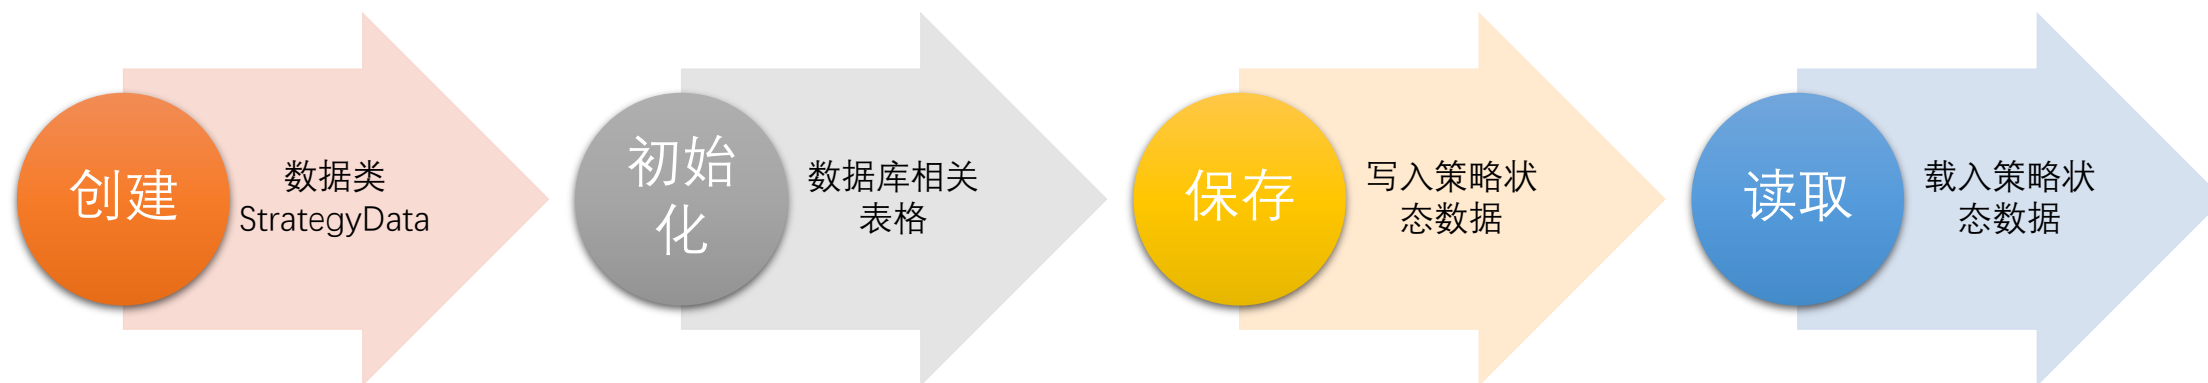 创建
数据类
StrategyData
初始
化
数据库相关
表格
保存
写入策略状
态数据
读取
载入策略状
态数据